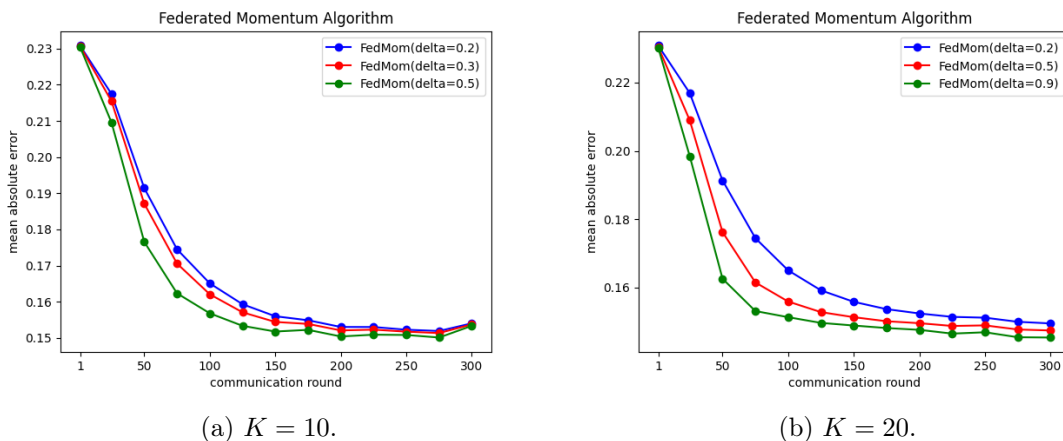 Federated Momentum Algorithm
FedMom(delta=0.2)
FedMom(delta=0.3)
FedMom(delta=0.5)
0.23
0.22
0.21
0.20
0.19
0.18
0.17
0.16
0.15
mean absolute error
1
50
100
150
200
250
300
communication round
(a) K = 10.
Federated Momentum Algorithm
FedMom(delta=0.2)
FedMom(delta=0.5)
FedMom(delta=0.9)
0.22
0.20
0.18
0.16
mean absolute error
1
50
100
150
200
250
300
communication round
(b) K = 20.